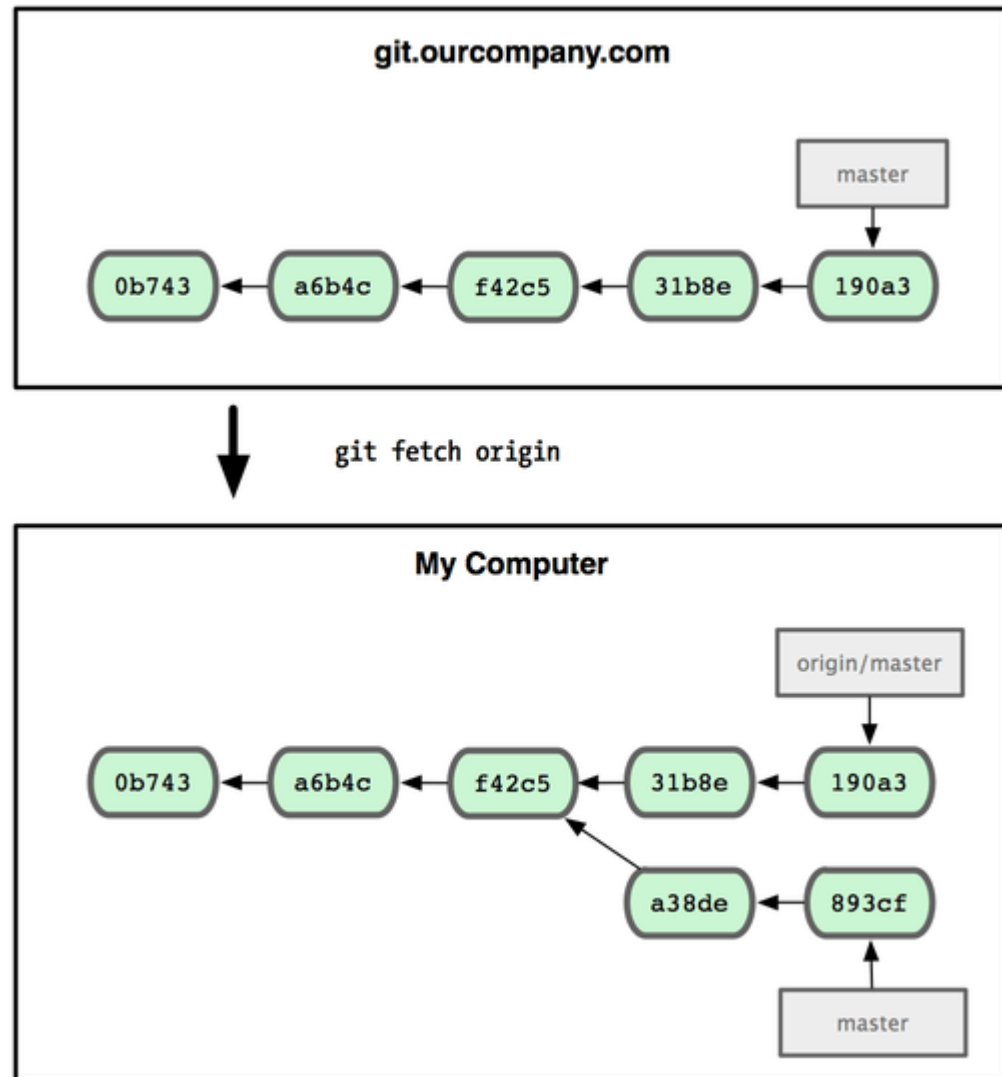 git.ourcompany.com
master
0b743 a6b4c f42c5 31b8e 190a3
git fetch origin
My Computer
origin/master
0b743 a6b4c f42c5 31b8e 190a3
a38de 893cf
master